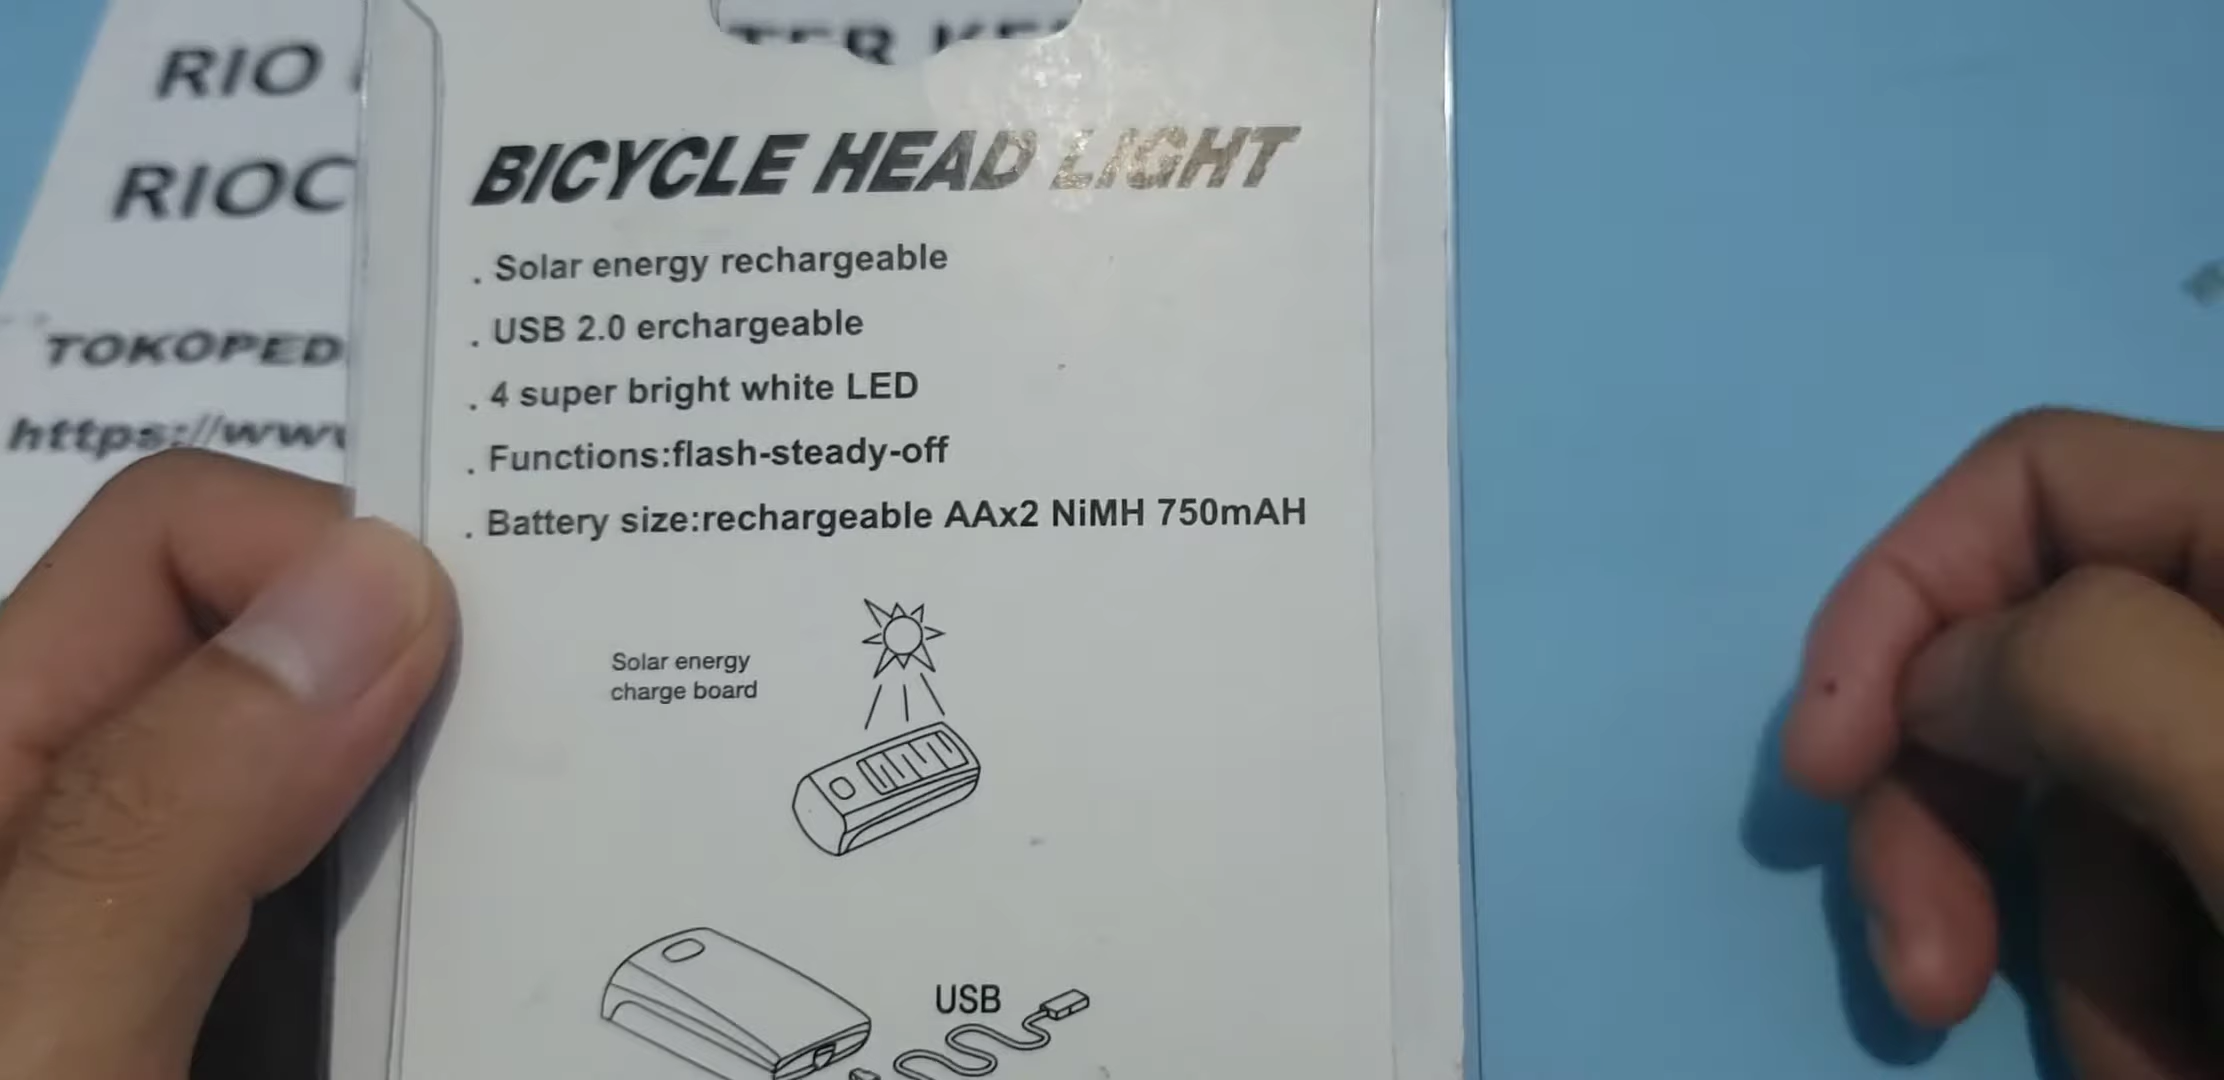 RIO
RIOC
TOKOPED
https://www
BICYCLE HEAD LIGHT
. Solar energy rechargeable
. USB 2.0 erchargeable
. 4 super bright white LED
. Functions:flash-steady-off
. Battery size:rechargeable AAx2 NiMH 750mAH
Solar energy
charge board
USB